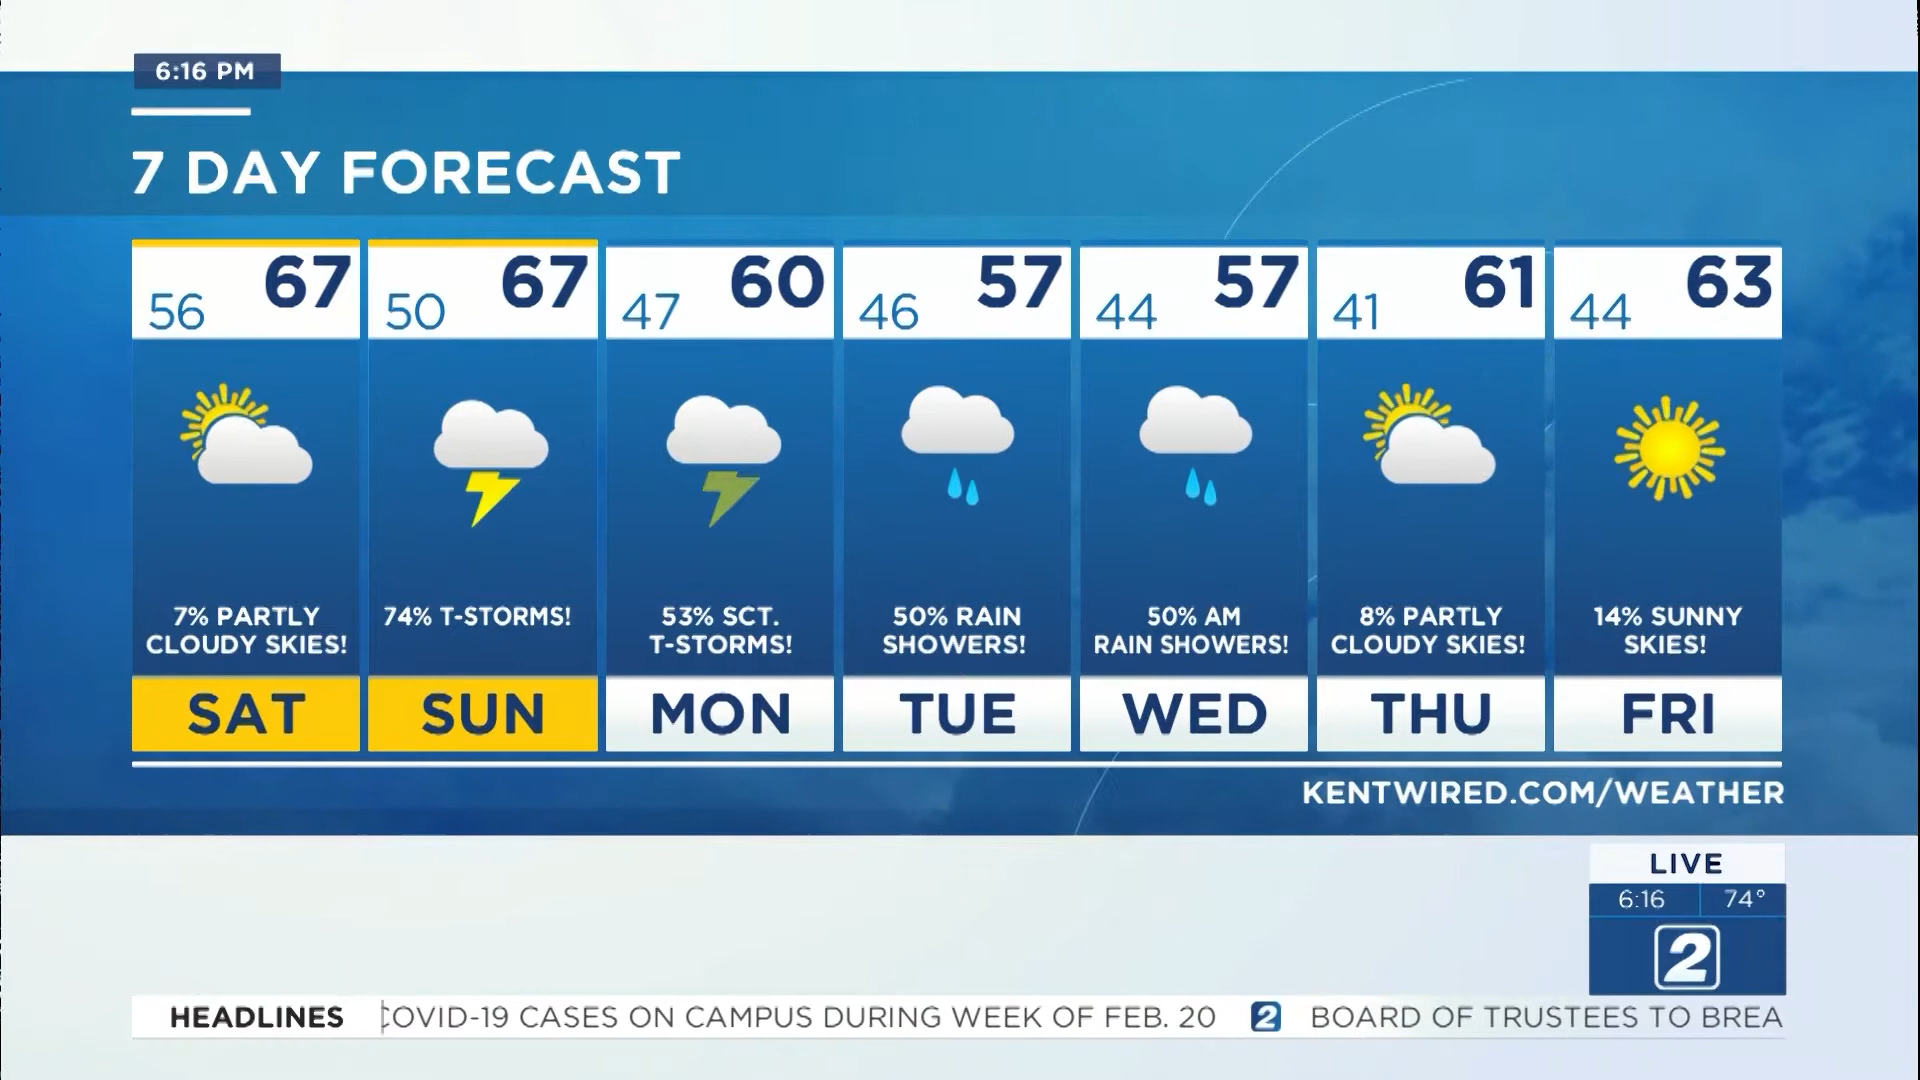 6:16 PM
7 DAY FORECAST
56 67
50 67
47 60
46 57
44 57
41 61
44 63
7% PARTLY
CLOUDY SKIES!
74% T-STORMS!
53% SCT.
T-STORMS!
50% RAIN
SHOWERS!
50% AM
RAIN SHOWERS!
8% PARTLY
CLOUDY SKIES!
14% SUNNY
SKIES!
SAT
SUN
MON
TUE
WED
THU
FRI
KENTWIRED.COM/WEATHER
LIVE
6:16 74°
2
HEADLINES COVID-19 CASES ON CAMPUS DURING WEEK OF FEB. 20 2 BOARD OF TRUSTEES TO BREA